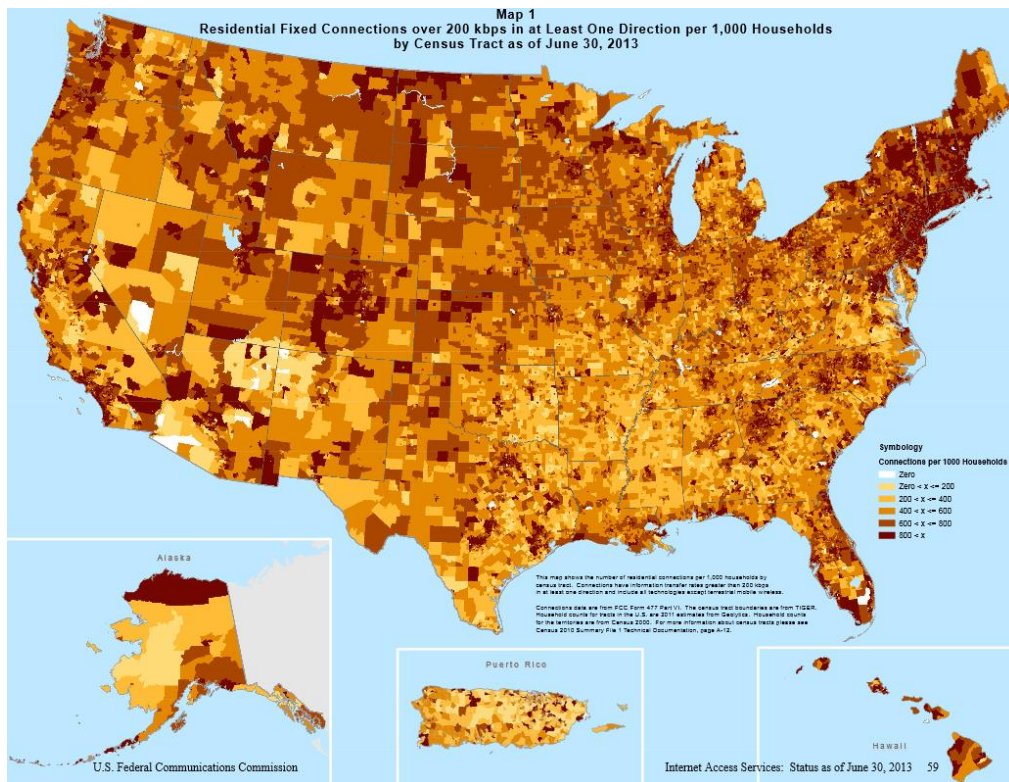 Map 1
Residential Fixed Connections over 200 kbps in at Least One Direction per 1,000 Households
by Census Tract as of June 30, 2013
Symbology
Connections per 1000 Households
Zero
Zero < x <= 200
200 < x <= 400
400 < x <= 600
600 < x <= 800
800 < x
Alaska
This map shows the number of residential connections per 1,000 households by
census tract. Connections have information transfer rates greater than 200 kbps
in at least one direction and include all technologies except terrestrial mobile wireless.
Connections data are from FCC Form 477 Part VI. The census tract boundaries are from TIGER.
Household counts for tracts in the U.S. are 2011 estimates from Geolytics. Household counts
for the territories are from Census 2000. For more information about census tracts please see
Census 2010 Summary File 1 Technical Documentation, page A-12.
Puerto Rico
Hawaii
U.S. Federal Communications Commission
Internet Access Services: Status as of June 30, 2013 59